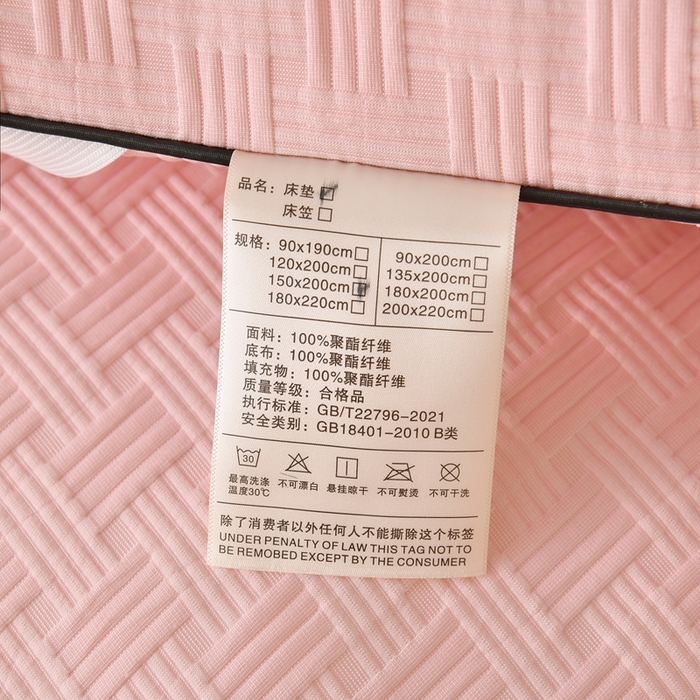 品名：床垫
床笠
规格：90x190cm 90x200cm
120x200cm 135x200cm
150x200cm 180x200cm
180x220cm 200x220cm
面料：100%聚酯纤维
底布：100%聚酯纤维
填充物：100%聚酯纤维
质量等级：合格品
执行标准：GB/T22796-2021
安全类别：GB18401-2010 B类
30
最高洗涤 不可漂白 悬挂晾干 不可熨烫 不可干洗
温度30℃
除了消费者以外任何人不能撕除这个标签
UNDER PENALTY OF LAW THIS TAG NOT TO
BE REMOBED EXCEPT BY THE CONSUMER